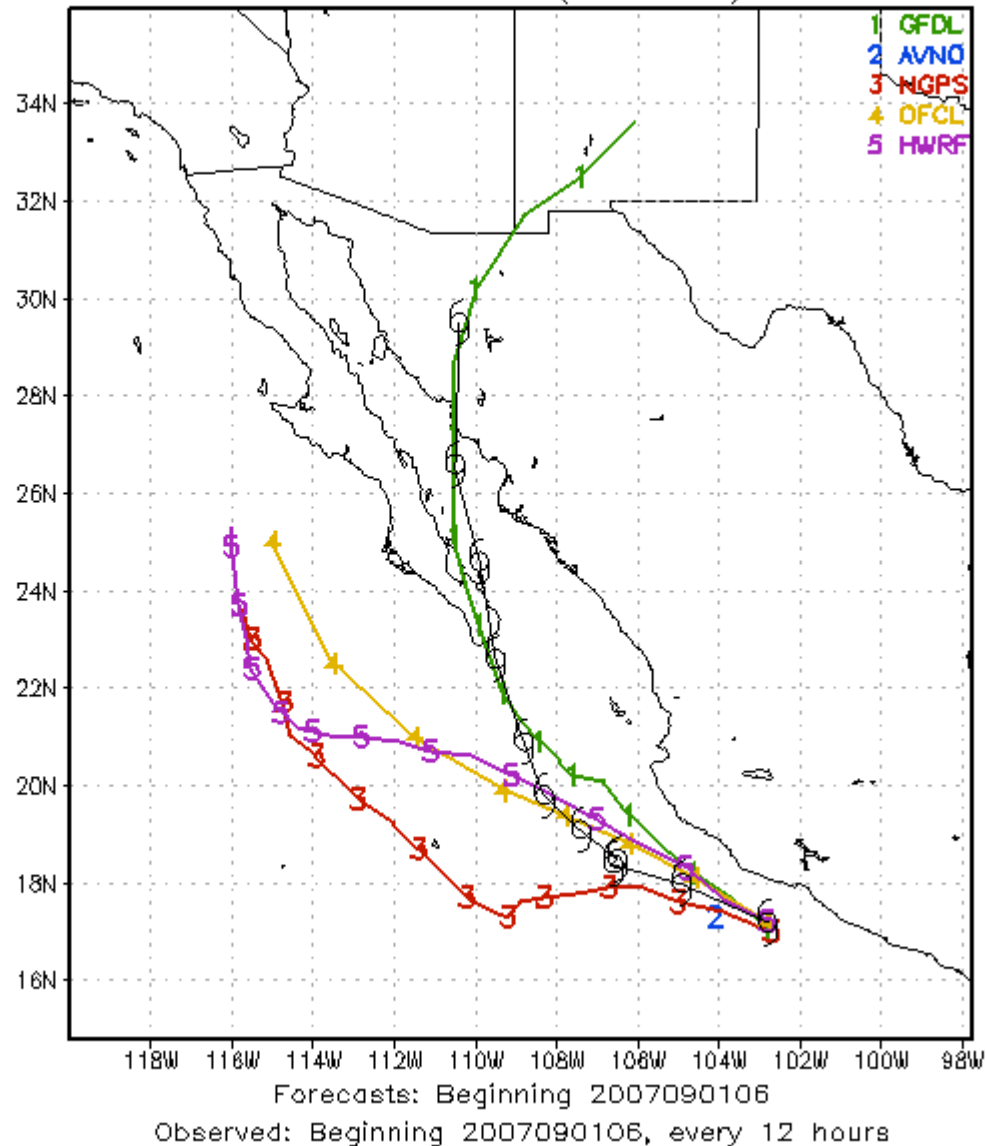 1 GFDL
2 AVNO
3 NGPS
4 OFCL
5 HWRF
34N
32N
30N
28N
26N
24N
22N
20N
18N
16N
118W 116W 114W 112W 110W 108W 106W 104W 102W 100W 98W
Forecasts: Beginning 2007090106
Observed: Beginning 2007090106, every 12 hours